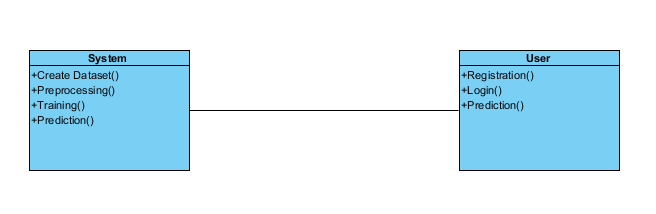 System
+Create Dataset()
+Preprocessing()
+Training()
+Prediction()
User
+Registration()
+Login()
+Prediction()